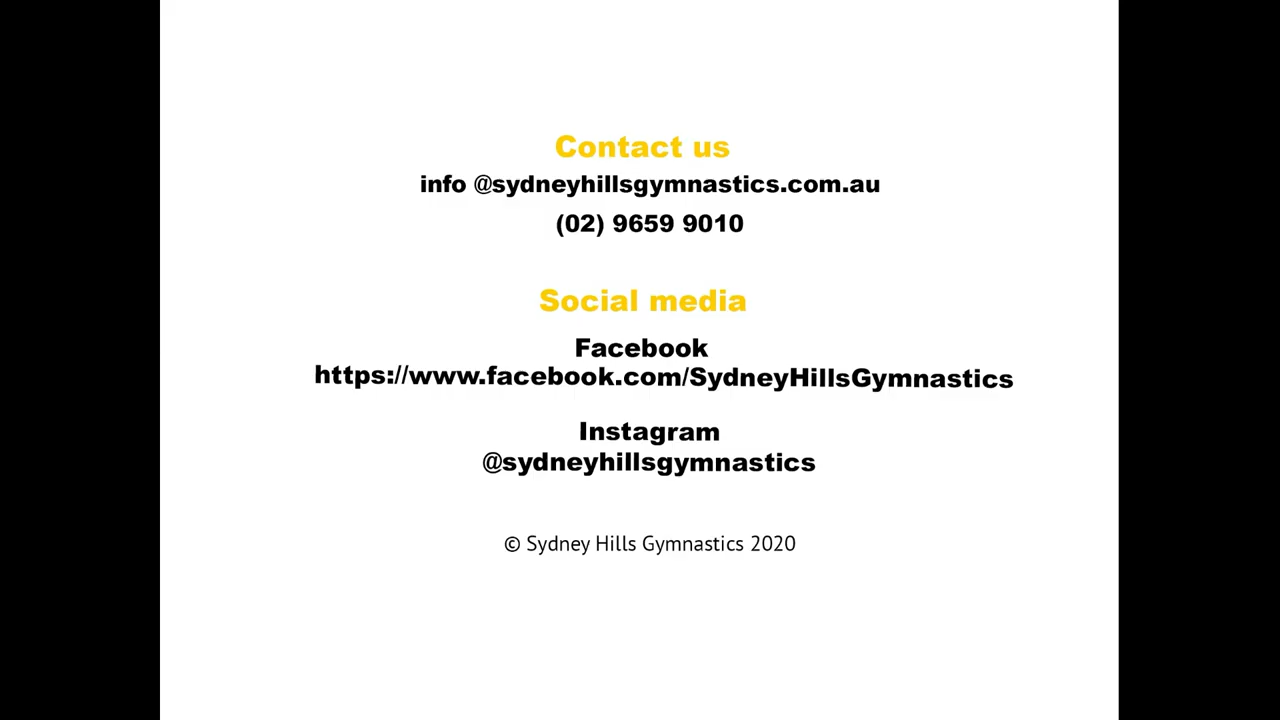 Contact us
info @sydneyhillsgymnastics.com.au
(02) 9659 9010
Social media
Facebook
https://www.facebook.com/SydneyHillsGymnastics
Instagram
@sydneyhillsgymnastics
© Sydney Hills Gymnastics 2020